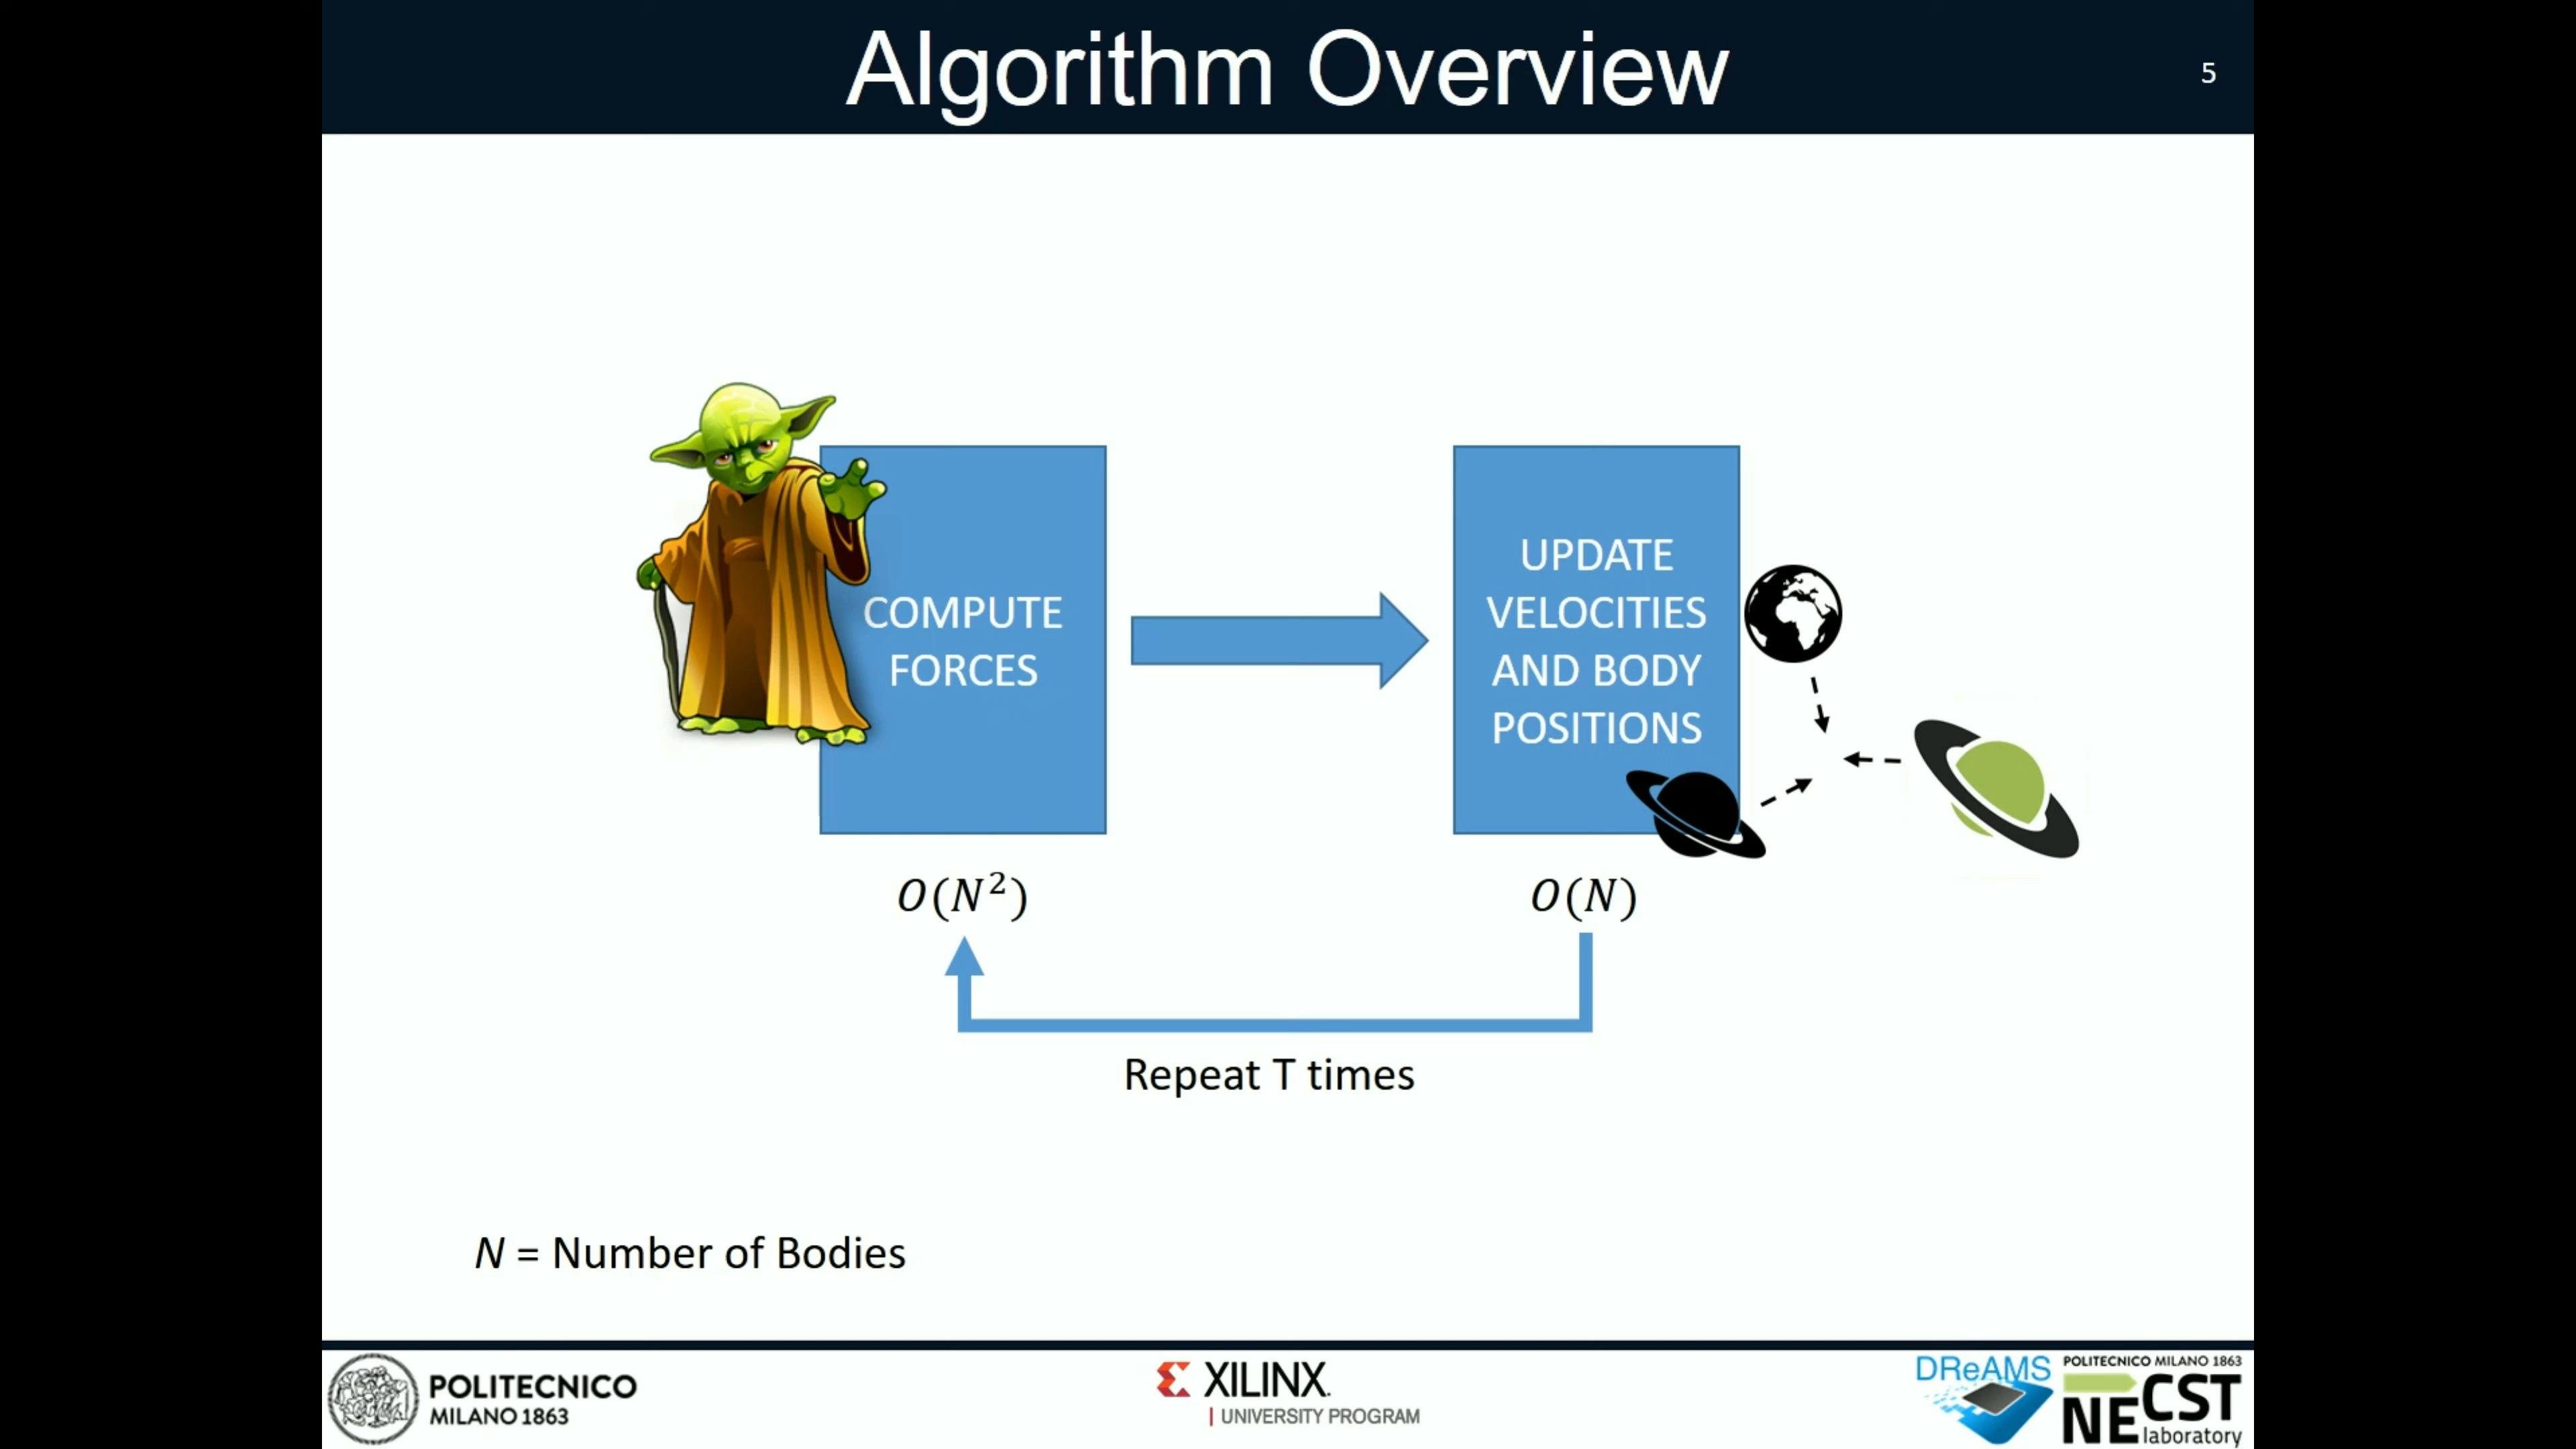 Algorithm Overview
5
COMPUTE
FORCES
UPDATE
VELOCITIES
AND BODY
POSITIONS
O(N²)
O(N)
Repeat T times
N = Number of Bodies
POLITECNICO
MILANO 1863
XILINX
UNIVERSITY PROGRAM
DReAMS
POLITECNICO MILANO 1863
NECST
laboratory